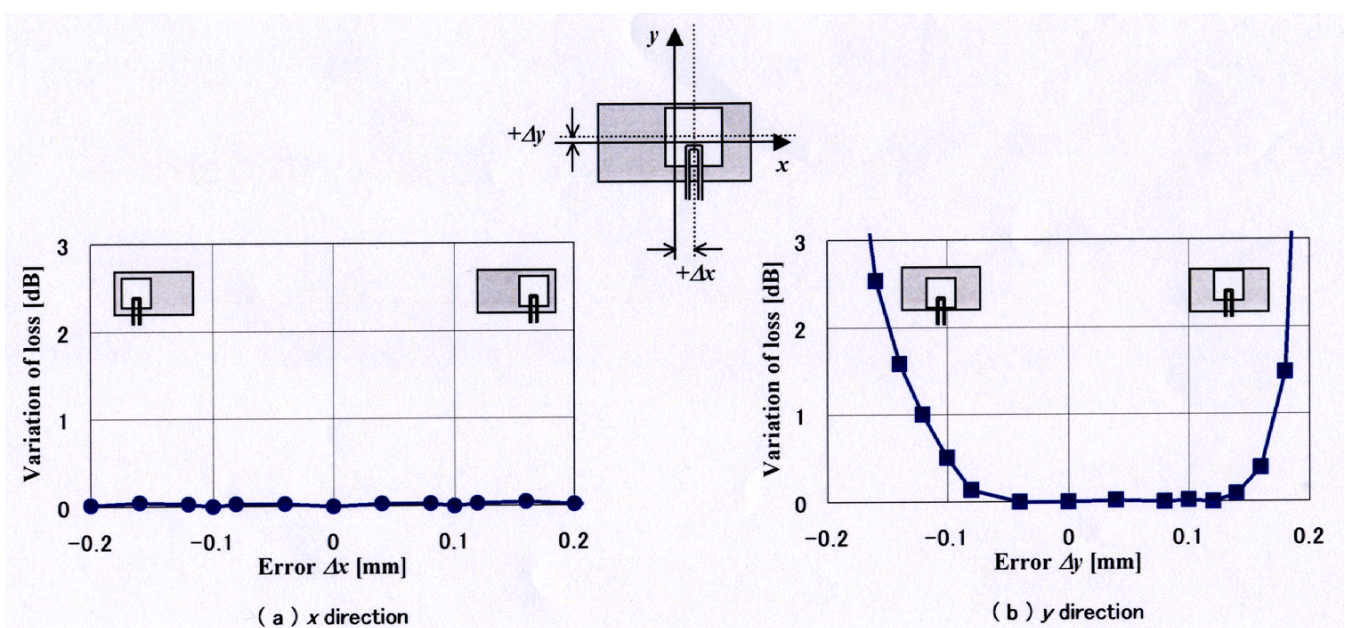 y
+Δy
x
+Δx
Variation of loss [dB]
3
2
1
0
−0.2
−0.1
0
0.1
0.2
Error Δx [mm]
( a ) x direction
Variation of loss [dB]
3
2
1
0
−0.2
−0.1
0
0.1
0.2
Error Δy [mm]
( b ) y direction